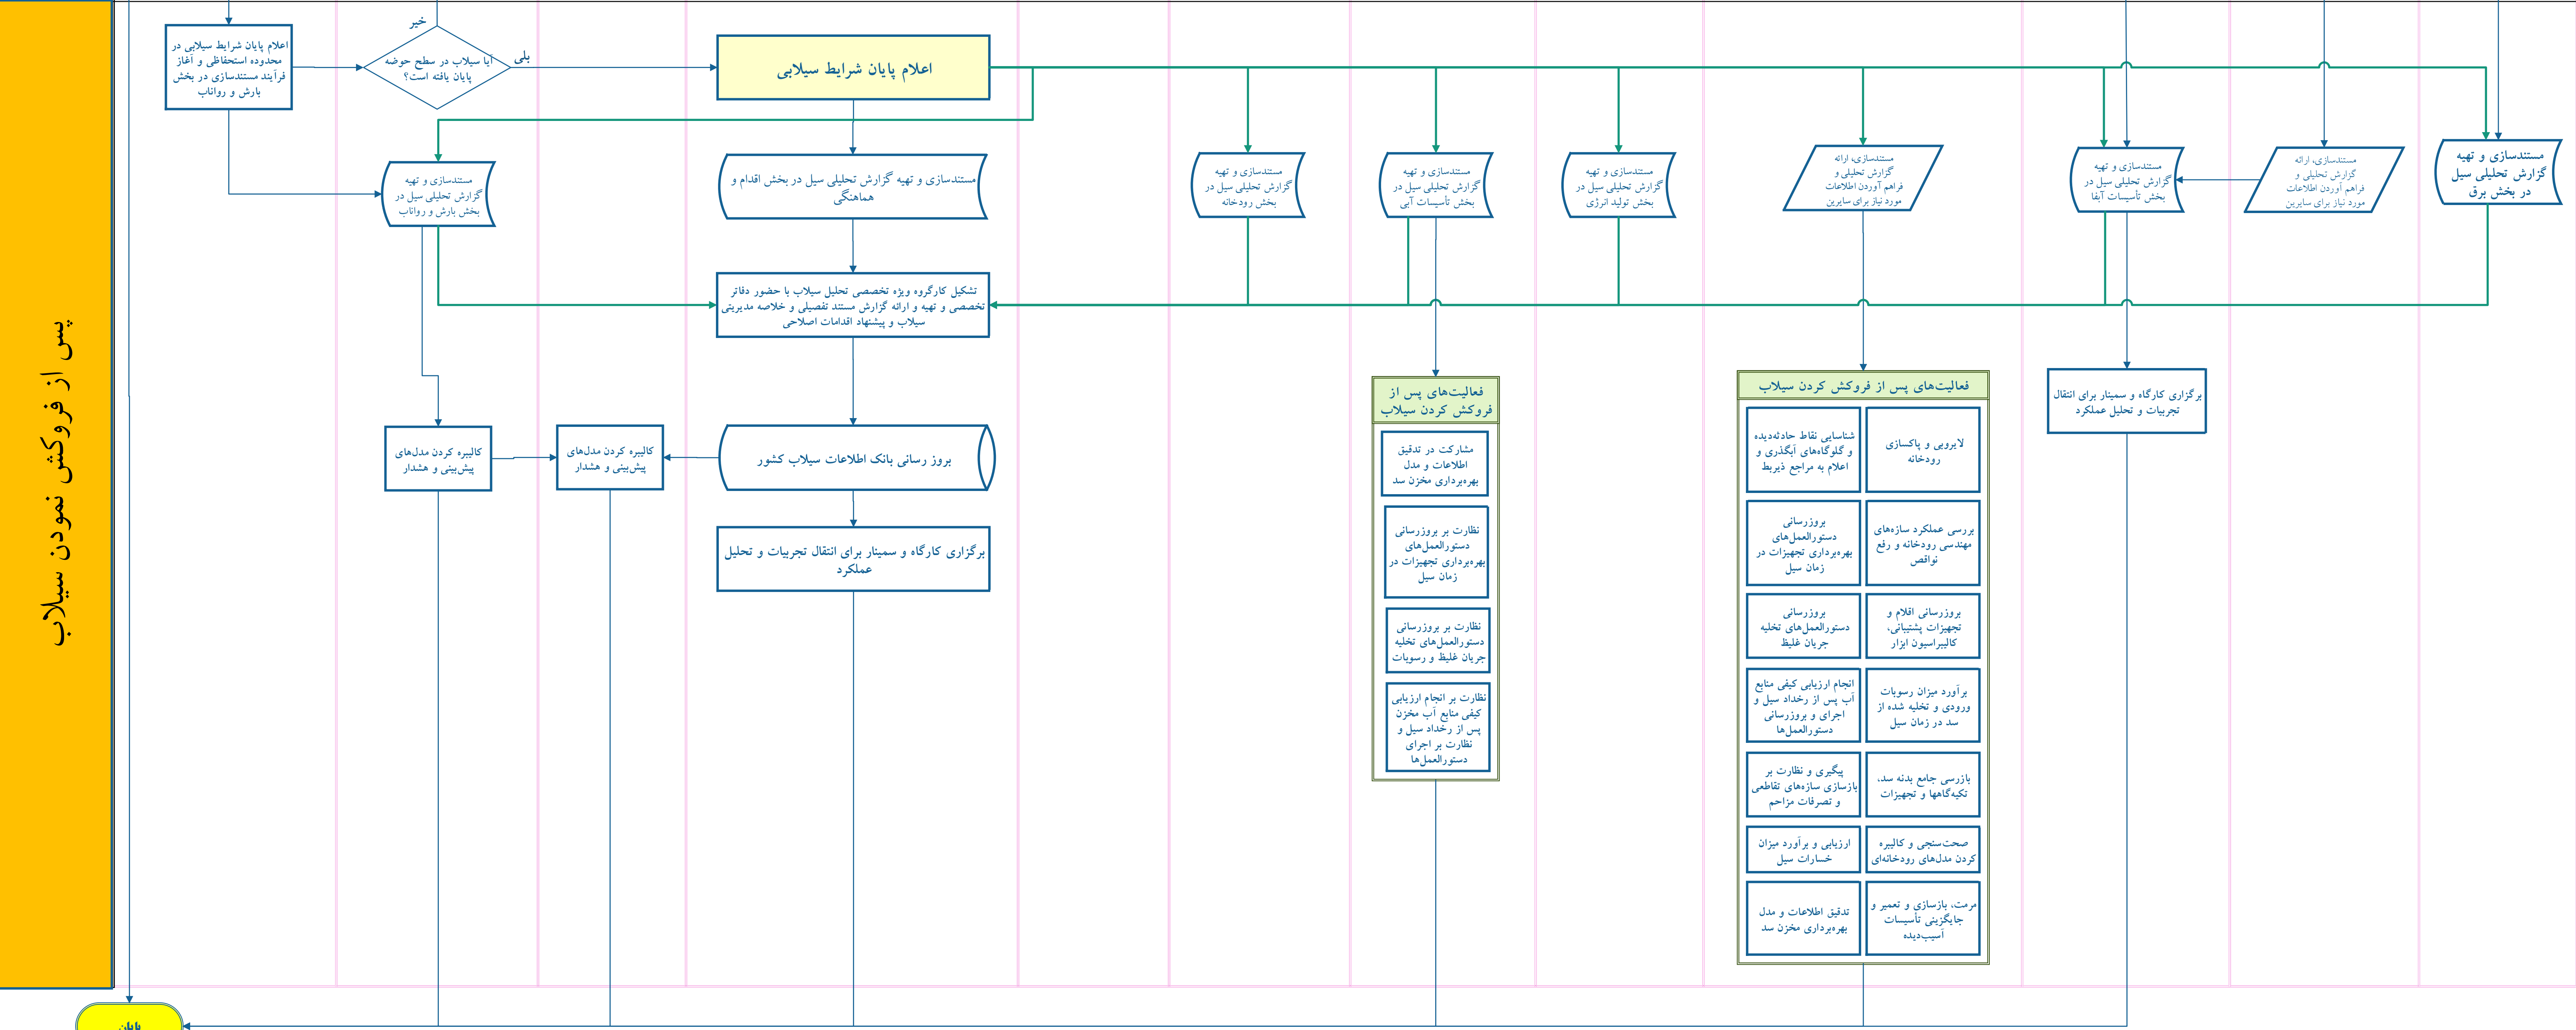 پس از فروکش نمودن سیلاب
اعلام پایان شرایط سیلابی در
محدوده استحفاظی و آغاز
فرآیند مستندسازی در بخش
بارش و رواناب
خیر
آیا سیلاب در سطح حوضه
پایان یافته است؟
بلی
اعلام پایان شرایط سیلابی
مستندسازی و تهیه
گزارش تحلیلی سیل در
بخش بارش و رواناب
مستندسازی و تهیه گزارش تحلیلی سیل در بخش اقدام و
هماهنگی
مستندسازی و تهیه
گزارش تحلیلی سیل در
بخش رودخانه
مستندسازی و تهیه
گزارش تحلیلی سیل در
بخش تأسیسات آبی
مستندسازی و تهیه
گزارش تحلیلی سیل در
بخش تولید انرژی
مستندسازی، ارائه
گزارش تحلیلی و
فراهم آوردن اطلاعات
مورد نیاز برای سایرین
مستندسازی و تهیه
گزارش تحلیلی سیل در
بخش تأسیسات آبفا
مستندسازی، ارائه
گزارش تحلیلی و
فراهم آوردن اطلاعات
مورد نیاز برای سایرین
مستندسازی و تهیه
گزارش تحلیلی سیل
در بخش برق
تشکیل کارگروه ویژه تخصصی تحلیل سیلاب با حضور دفاتر
تخصصی و تهیه و ارائه گزارش مستند تفصیلی و خلاصه مدیریتی
سیلاب و پیشنهاد اقدامات اصلاحی
کالیبره کردن مدل‌های
پیش‌بینی و هشدار
کالیبره کردن مدل‌های
پیش‌بینی و هشدار
بروز رسانی بانک اطلاعات سیلاب کشور
برگزاری کارگاه و سمینار برای انتقال تجربیات و تحلیل
عملکرد
فعالیت‌های پس از
فروکش کردن سیلاب
مشارکت در تدقیق
اطلاعات و مدل
بهره‌برداری مخزن سد
نظارت بر بروزرسانی
دستورالعمل‌های
بهره‌برداری تجهیزات در
زمان سیل
نظارت بر بروزرسانی
دستورالعمل‌های تخلیه
جریان غلیظ و رسوبات
نظارت بر انجام ارزیابی
کیفی منابع آب مخزن
پس از رخداد سیل و
نظارت بر اجرای
دستورالعمل‌ها
فعالیت‌های پس از فروکش کردن سیلاب
لایروبی و پاکسازی
رودخانه
شناسایی نقاط حادثه‌دیده
و گلوگاه‌های آبگذری و
اعلام به مراجع ذیربط
بررسی عملکرد سازه‌های
مهندسی رودخانه و رفع
نواقص
بروزرسانی
دستورالعمل‌های
بهره‌برداری تجهیزات در
زمان سیل
بروزرسانی اقلام و
تجهیزات پشتیبانی،
کالیبراسیون ابزار
بروزرسانی
دستورالعمل‌های تخلیه
جریان غلیظ
برآورد میزان رسوبات
ورودی و تخلیه شده از
سد در زمان سیل
انجام ارزیابی کیفی منابع
آب پس از رخداد سیل و
اجرای و بروزرسانی
دستورالعمل‌ها
بازرسی جامع بدنه سد،
تکیه‌گاهها و تجهیزات
پیگیری و نظارت بر
بازسازی سازه‌های تقاطعی
و تصرفات مزاحم
صحت‌سنجی و کالیبره
کردن مدل‌های رودخانه‌ای
ارزیابی و برآورد میزان
خسارات سیل
مرمت، بازسازی و تعمیر و
جایگزینی تأسیسات
آسیب‌دیده
تدقیق اطلاعات و مدل
بهره‌برداری مخزن سد
برگزاری کارگاه و سمینار برای انتقال
تجربیات و تحلیل عملکرد
پایان